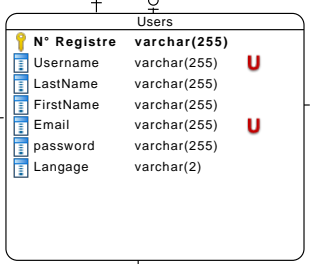 Users
N° Registre varchar(255)
Username varchar(255) U
LastName varchar(255)
FirstName varchar(255)
Email varchar(255) U
password varchar(255)
Langage varchar(2)